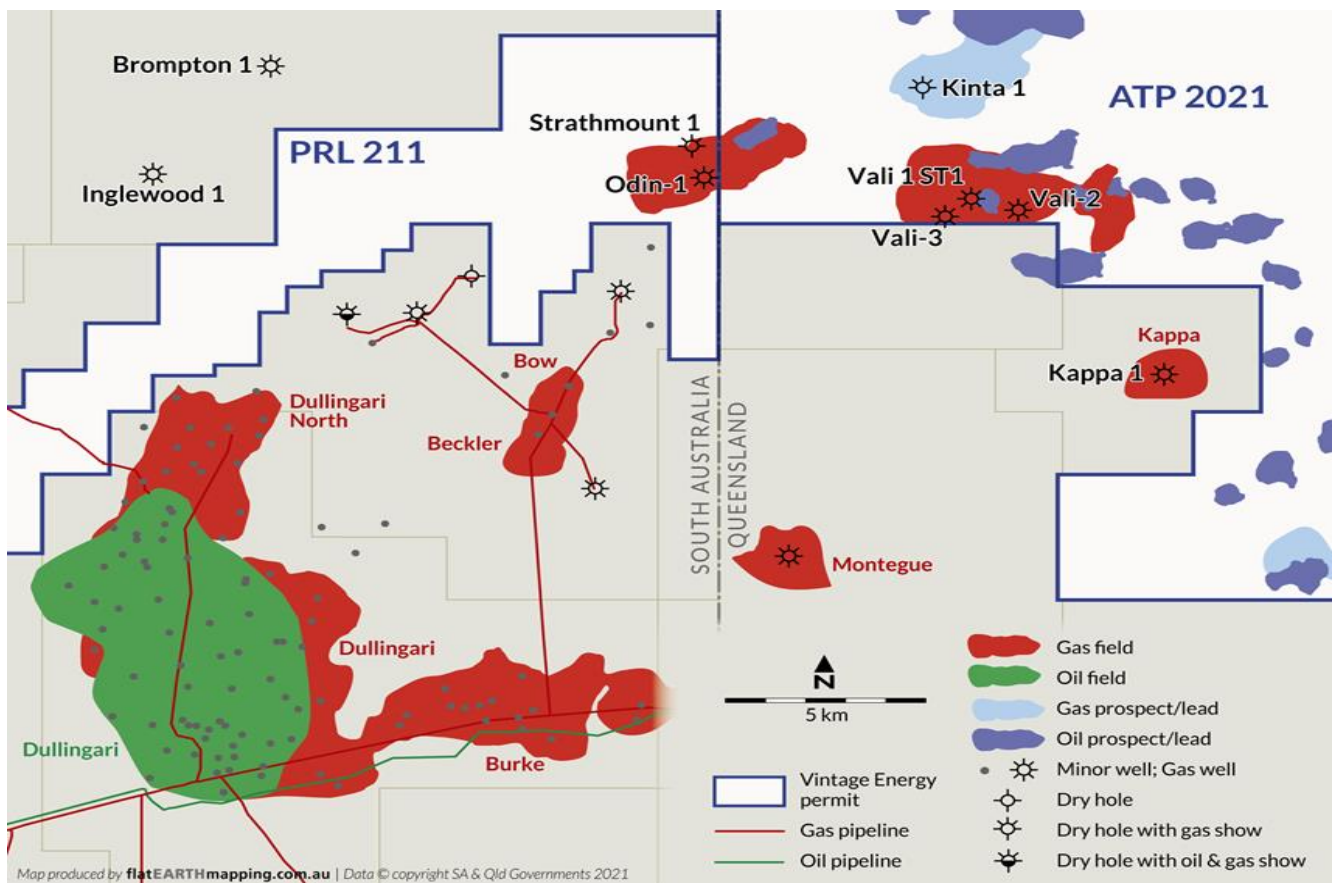 Brompton 1
Kinta 1
ATP 2021
Strathmount 1
PRL 211
Odin-1
Vali 1 ST1
Vali-2
Inglewood 1
Vali-3
Kappa
Kappa 1
Bow
Dullingari
North
Beckler
SOUTH AUSTRALIA
QUEENSLAND
Montegue
Dullingari
Dullingari
Burke
N
5 km
Gas field
Oil field
Gas prospect/lead
Oil prospect/lead
Minor well; Gas well
Dry hole
Dry hole with gas show
Dry hole with oil & gas show
Vintage Energy
permit
Gas pipeline
Oil pipeline
Map produced by flatEARTHmapping.com.au | Data © copyright SA & Qld Governments 2021